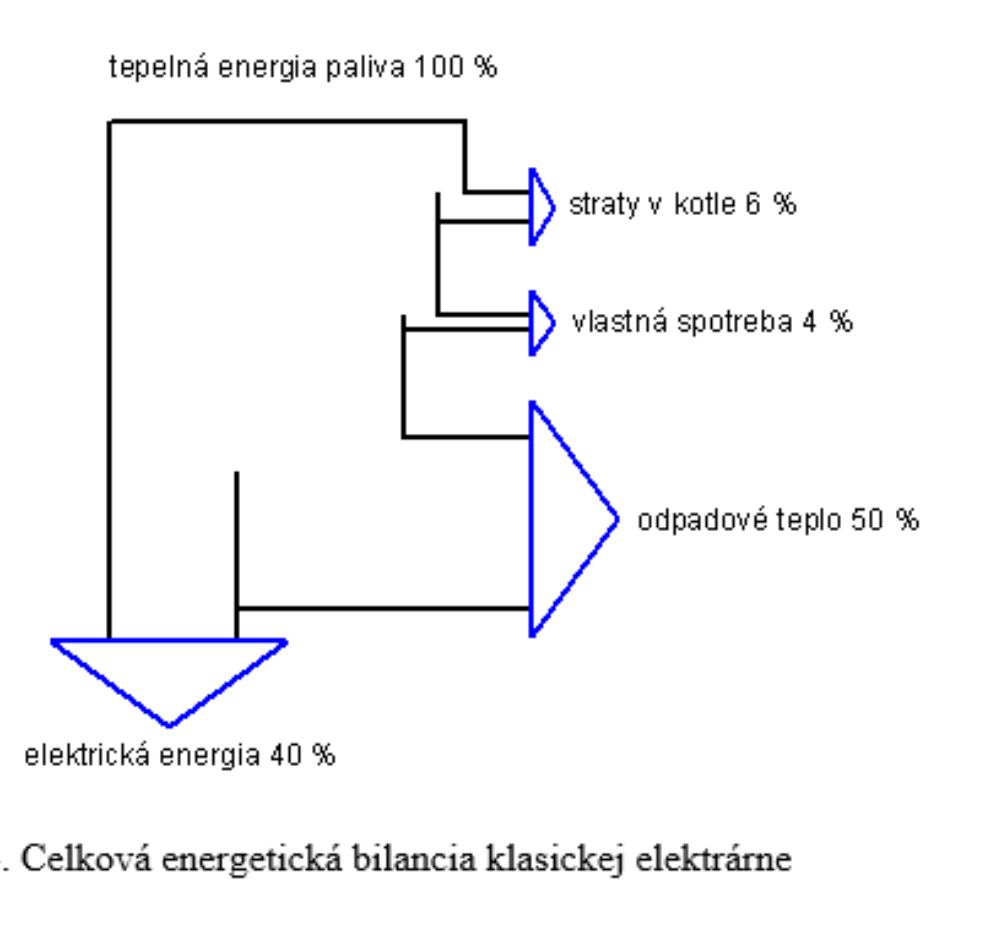 tepelná energia paliva 100 %
straty v kotle 6 %
vlastná spotreba 4 %
odpadové teplo 50 %
elektrická energia 40 %
. Celková energetická bilancia klasickej elektrárne